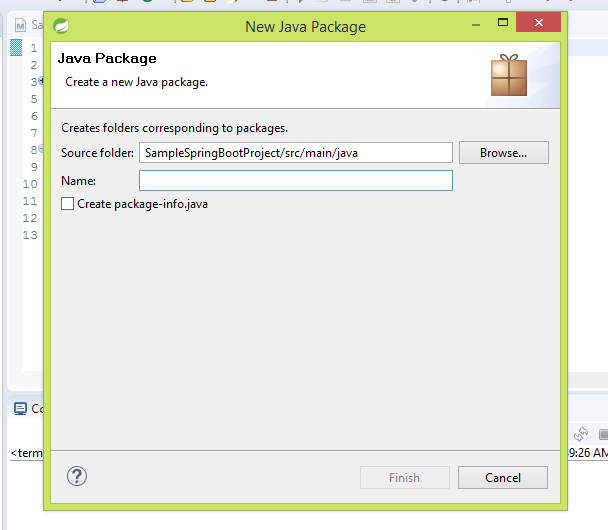 New Java Package
Sa
Java Package
Create a new Java package.
1
2
3
5
6
7
8
9
10
11
12
13
Creates folders corresponding to packages.
Source folder: SampleSpringBootProject/src/main/java Browse...
Name:
Create package-info.java
Co
<term
9:26 AM
? Finish Cancel